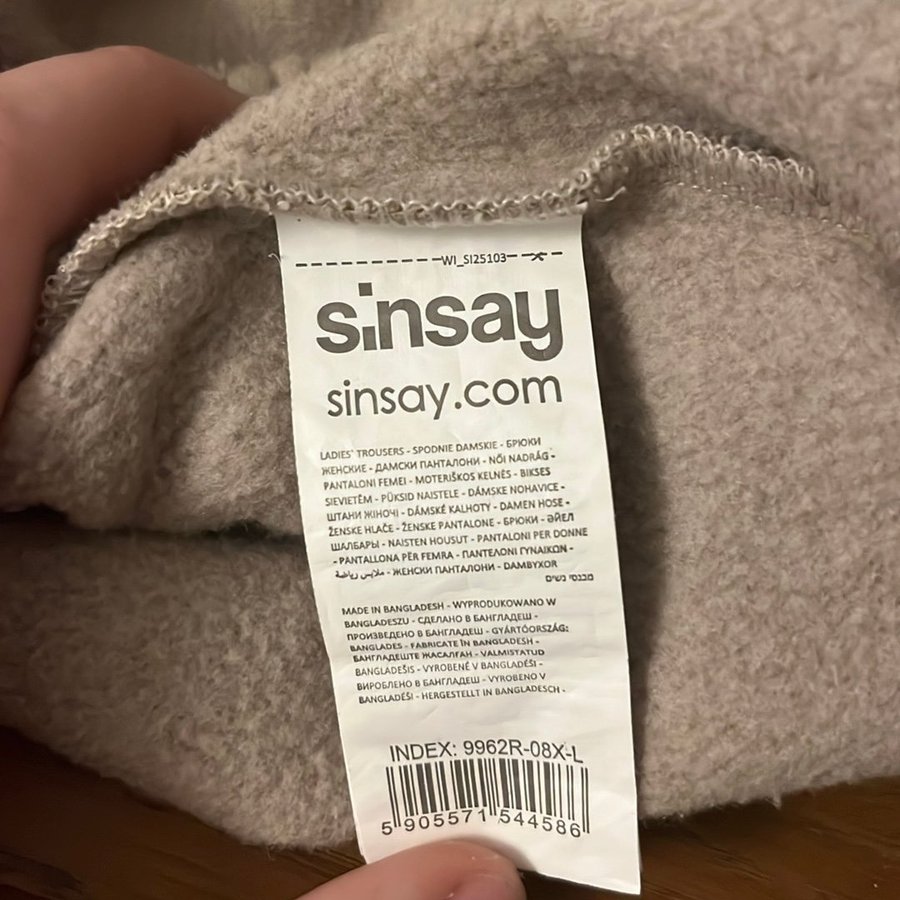 WI_SI25103
sinsay
sinsay.com
LADIES' TROUSERS - SPODNIE DAMSKIE - БРЮКИ
ЖЕНСКИЕ - ДАМСКИ ПАНТАЛОНИ - NŐI NADRÁG -
PANTALONI FEMEI - MOTERIŠKOS KELNĖS - BIKSES
SIEVIETĒM - PÜKSID NAISTELE - DÁMSKE NOHAVICE -
ШТАНИ ЖІНОЧІ - DÁMSKÉ KALHOTY - DAMEN HOSE -
ŽENSKE HLAČE - ŽENSKE PANTALONE - БРЮКИ - ӘЙЕЛ
ШАЛБАРЫ - NAISTEN HOUSUT - PANTALONI PER DONNE
- PANTALLONA PËR FEMRA - ΠΑΝΤΕΛΟΝΙ ΓΥΝΑΙΚΩΝ -
ملابس رياضية - ЖЕНСКИ ПАНТАЛОНИ - DAMBYXOR
מכנסי נשים
MADE IN BANGLADESH - WYPRODUKOWANO W
BANGLADESZU - СДЕЛАНО В БАНГЛАДЕШ -
ПРОИЗВЕДЕНО В БАНГЛАДЕШ - GYÁRTÓORSZÁG:
BANGLADES - FABRICATE ÎN BANGLADESH -
БАНГЛАДЕШТЕ ЖАСАЛҒАН - VALMISTATUD
BANGLADEŠIS - VYROBENÉ V BANGLADÉŠI -
ВИРОБЛЕНО В БАНГЛАДЕШ - VYROBENO V
BANGLADÉŠI - HERGESTELLT IN BANGLADESCH -
INDEX: 9962R-08X-L
5 905571 544586